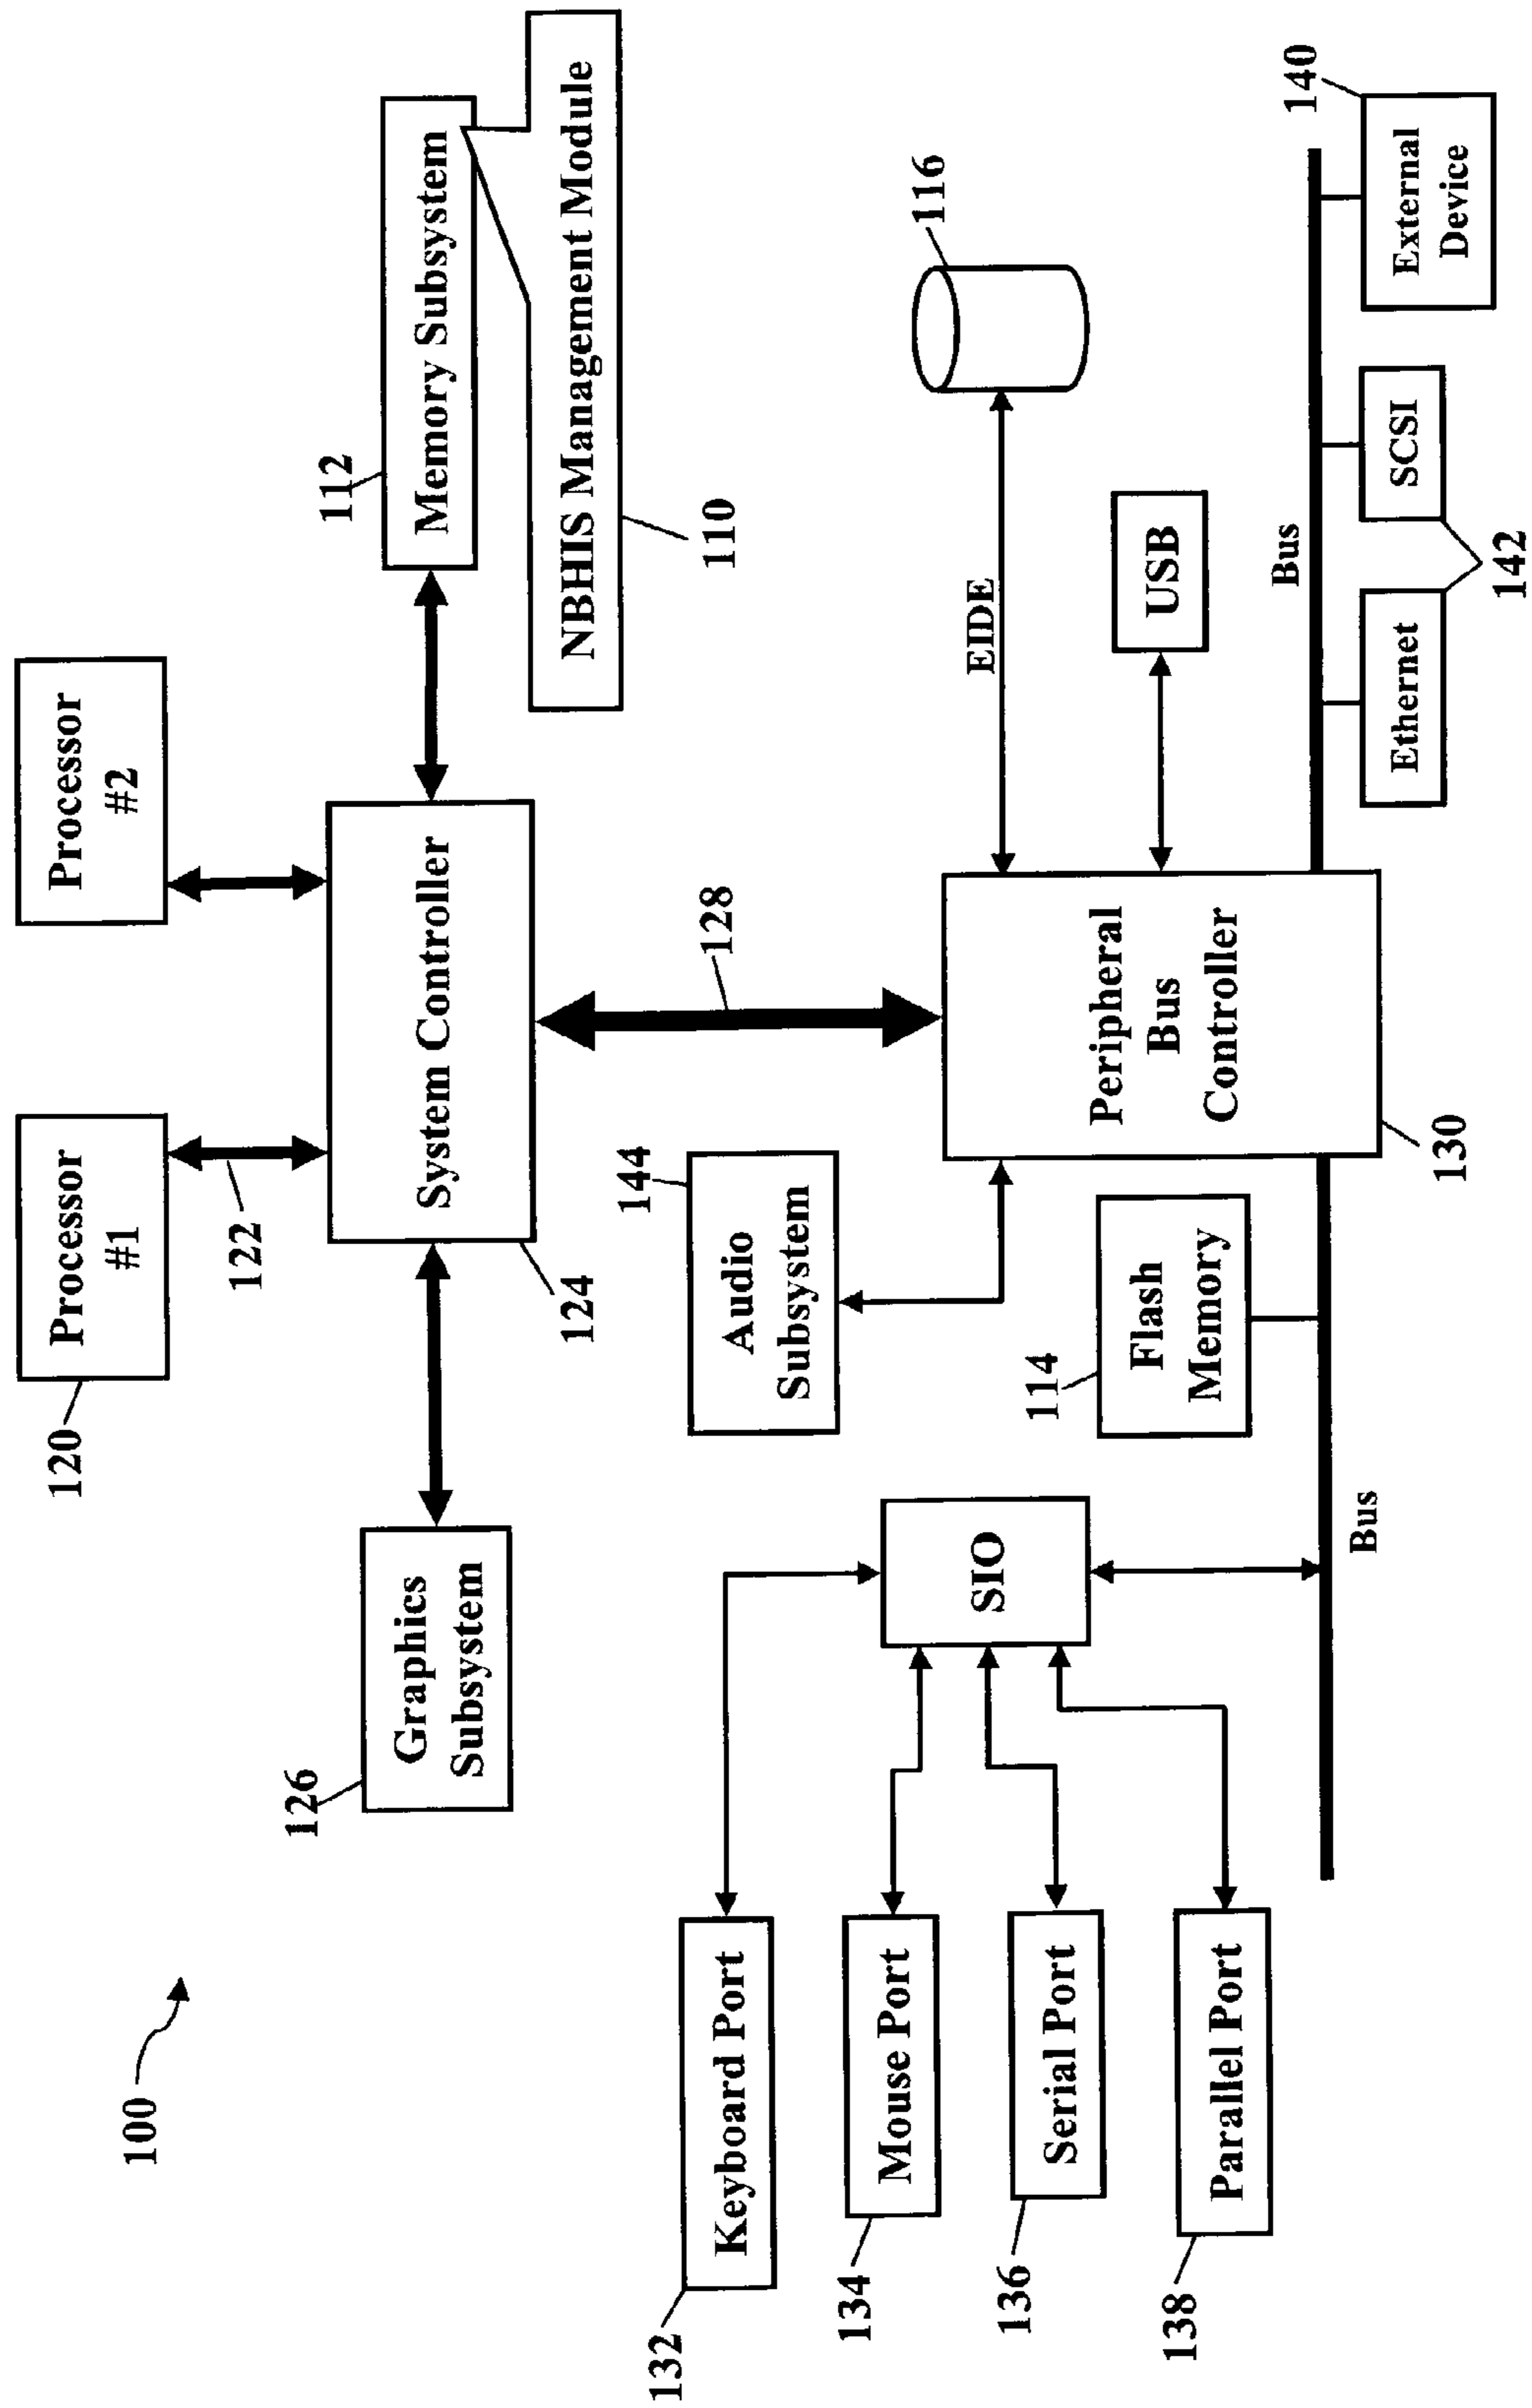 100
120
Processor
#1
122
Processor
#2
126
Graphics
Subsystem
System Controller
124
112
Memory Subsystem
NBHIS Management Module
110
128
144
Audio
Subsystem
132
Keyboard Port
134
Mouse Port
136
Serial Port
138
Parallel Port
SIO
114
Flash
Memory
Peripheral
Bus
Controller
130
EIDE
116
USB
Bus
Bus
Ethernet
SCSI
142
140
External
Device